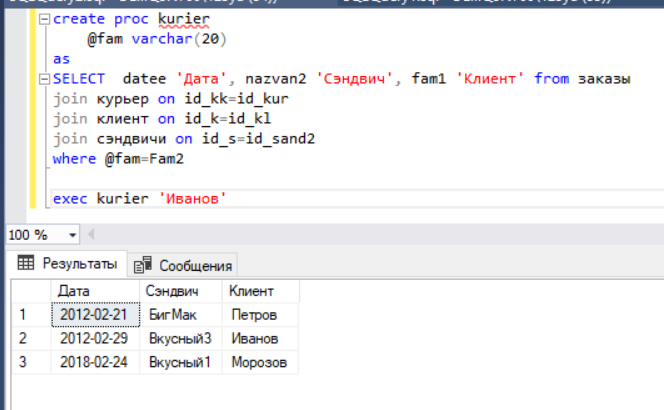 create proc kurier
@fam varchar(20)
as
SELECT datee 'Дата', nazvan2 'Сэндвич', fam1 'Клиент' from заказы
join курьер on id_kk=id_kur
join клиент on id_k=id_kl
join сэндвичи on id_s=id_sand2
where @fam=Fam2
exec kurier 'Иванов'
100 %
Результаты Сообщения
Дата Сэндвич Клиент
1 2012-02-21 БигМак Петров
2 2012-02-29 Вкусный3 Иванов
3 2018-02-24 Вкусный1 Морозов